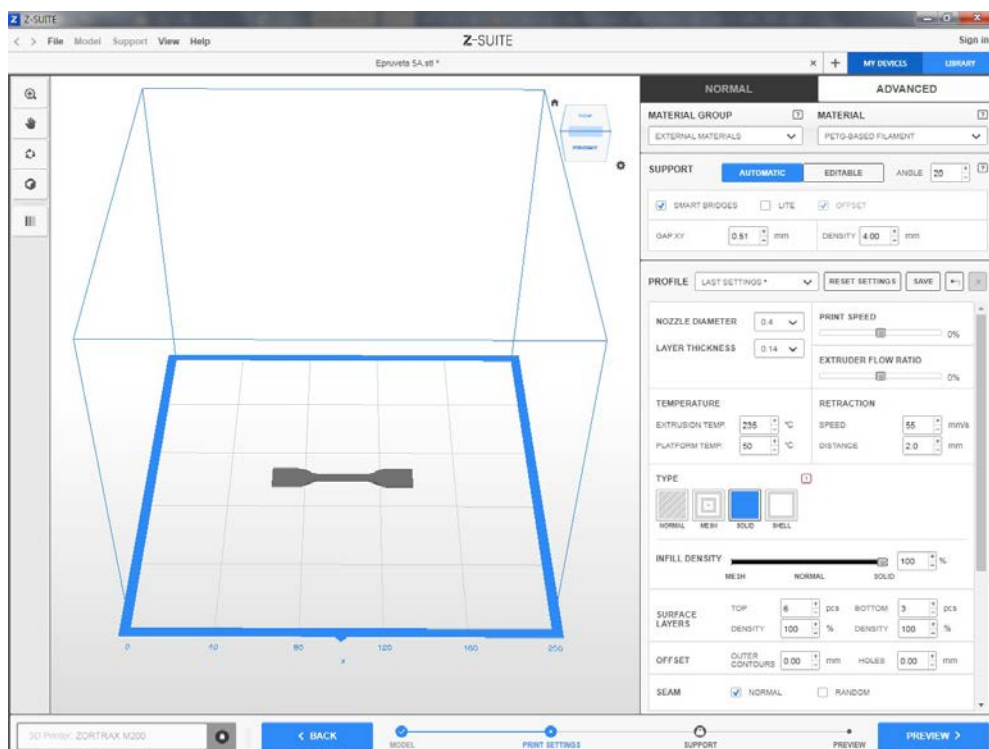 Z-SUITE
< > File Model Support View Help
Z-SUITE
Sign in
Epruveta 5A.stl *
× +
MY DEVICES
LIBRARY
TOP
FRONT
0 40 80 120 160 200
x
NORMAL ADVANCED
MATERIAL GROUP ? MATERIAL ?
EXTERNAL MATERIALS PETG-BASED FILAMENT
SUPPORT AUTOMATIC EDITABLE ANGLE 20 ?
SMART BRIDGES LITE OFFSET
GAP XY 0.51 mm DENSITY 4.00 mm
PROFILE LAST SETTINGS * RESET SETTINGS SAVE
NOZZLE DIAMETER 0.4 PRINT SPEED
0%
LAYER THICKNESS 0.14
EXTRUDER FLOW RATIO
0%
TEMPERATURE RETRACTION
EXTRUSION TEMP. 235 °C SPEED 55 mm/s
PLATFORM TEMP. 50 °C DISTANCE 2.0 mm
TYPE
NORMAL MESH SOLID SHELL
INFILL DENSITY 100 %
MESH NORMAL SOLID
SURFACE LAYERS TOP 6 pcs BOTTOM 3 pcs
DENSITY 100 % DENSITY 100 %
OFFSET OUTER CONTOURS 0.00 mm HOLES 0.00 mm
SEAM NORMAL RANDOM
3D Printer: ZORTRAX M200
< BACK
MODEL PRINT SETTINGS SUPPORT PREVIEW
PREVIEW >